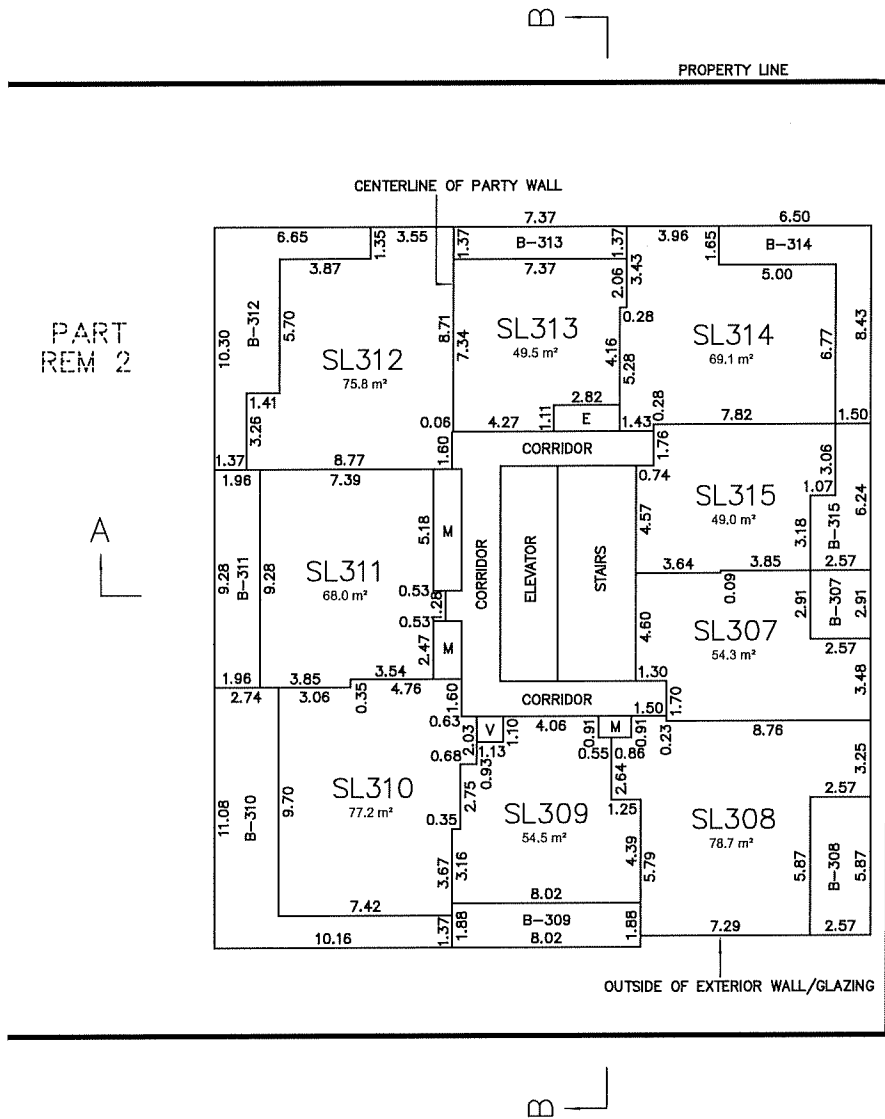 B
PROPERTY LINE
CENTERLINE OF PARTY WALL
7.37
6.50
6.65
1.35
3.55
1.37
B-313
1.37
3.96
1.65
B-314
3.87
7.37
3.43
5.00
2.06
PART
REM 2
10.30
B-312
5.70
8.71
7.34
SL313
49.5 m²
0.28
SL314
69.1 m²
6.77
8.43
SL312
75.8 m²
4.16
5.28
1.41
2.82
3.26
0.06
4.27
1.11
E
1.43
0.28
7.82
1.50
CORRIDOR
1.76
1.37
8.77
1.60
0.74
3.06
1.96
7.39
1.07
6.24
A
5.18
M
4.57
SL315
49.0 m²
3.18
B-315
9.28
B-311
9.28
SL311
68.0 m²
CORRIDOR
ELEVATOR
STAIRS
3.64
3.85
2.57
0.53
1.28
0.09
2.91
B-307
2.91
0.53
2.47
M
4.60
SL307
54.3 m²
2.57
1.96
3.85
3.54
1.30
3.48
2.74
3.06
0.35
4.76
1.60
CORRIDOR
1.50
1.70
0.63
2.03
V
1.10
4.06
0.91
M
0.91
0.23
8.76
0.68
1.13
0.93
0.55
0.86
3.25
2.64
2.57
11.08
B-310
9.70
SL310
77.2 m²
2.75
1.25
0.35
SL309
54.5 m²
SL308
78.7 m²
3.67
3.16
4.39
5.79
5.87
B-308
5.87
8.02
7.42
1.37
1.88
B-309
1.88
10.16
8.02
7.29
2.57
OUTSIDE OF EXTERIOR WALL/GLAZING
B